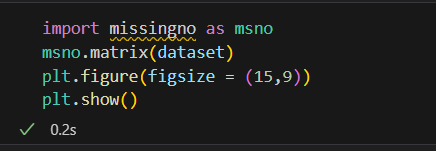 import missingno as msno
msno.matrix(dataset)
plt.figure(figsize = (15,9))
plt.show()
0.2s